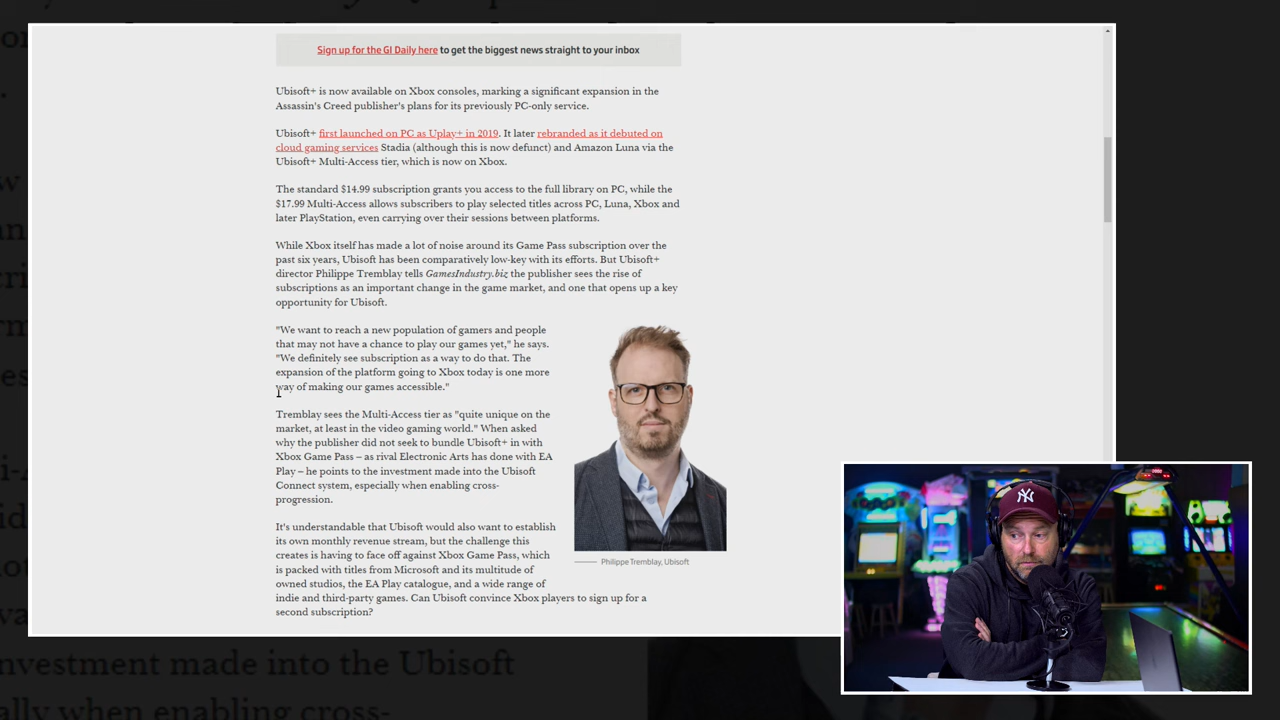 Sign up for the GI Daily here to get the biggest news straight to your inbox
Ubisoft+ is now available on Xbox consoles, marking a significant expansion in the
Assassin's Creed publisher's plans for its previously PC-only service.
Ubisoft+ first launched on PC as Uplay+ in 2019. It later rebranded as it debuted on
cloud gaming services Stadia (although this is now defunct) and Amazon Luna via the
Ubisoft+ Multi-Access tier, which is now on Xbox.
The standard $14.99 subscription grants you access to the full library on PC, while the
$17.99 Multi-Access allows subscribers to play selected titles across PC, Luna, Xbox and
later PlayStation, even carrying over their sessions between platforms.
While Xbox itself has made a lot of noise around its Game Pass subscription over the
past six years, Ubisoft has been comparatively low-key with its efforts. But Ubisoft+
director Philippe Tremblay tells GamesIndustry.biz the publisher sees the rise of
subscriptions as an important change in the game market, and one that opens up a key
opportunity for Ubisoft.
"We want to reach a new population of gamers and people
that may not have a chance to play our games yet," he says.
"We definitely see subscription as a way to do that. The
expansion of the platform going to Xbox today is one more
way of making our games accessible."
Tremblay sees the Multi-Access tier as "quite unique on the
market, at least in the video gaming world." When asked
why the publisher did not seek to bundle Ubisoft+ in with
Xbox Game Pass – as rival Electronic Arts has done with EA
Play – he points to the investment made into the Ubisoft
Connect system, especially when enabling cross-
progression.
It's understandable that Ubisoft would also want to establish
its own monthly revenue stream, but the challenge this
creates is having to face off against Xbox Game Pass, which
is packed with titles from Microsoft and its multitude of
owned studios, the EA Play catalogue, and a wide range of
indie and third-party games. Can Ubisoft convince Xbox players to sign up for a
second subscription?
Philippe Tremblay, Ubisoft
NY
nvestment made into the Ubisoft
ally when enabling cross-